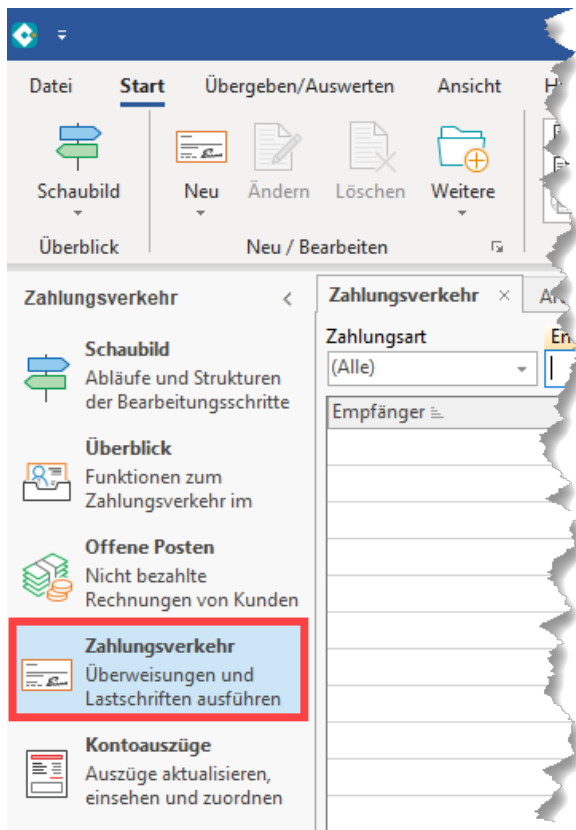 Datei Start Übergeben/Auswerten Ansicht
Schaubild Neu Ändern Löschen Weitere
Überblick Neu / Bearbeiten
Zahlungsverkehr
Zahlungsverkehr
Zahlungsart
(Alle)
Empfänger
Schaubild
Abläufe und Strukturen
der Bearbeitungsschritte
Überblick
Funktionen zum
Zahlungsverkehr im
Offene Posten
Nicht bezahlte
Rechnungen von Kunden
Zahlungsverkehr
Überweisungen und
Lastschriften ausführen
Kontoauszüge
Auszüge aktualisieren,
einsehen und zuordnen